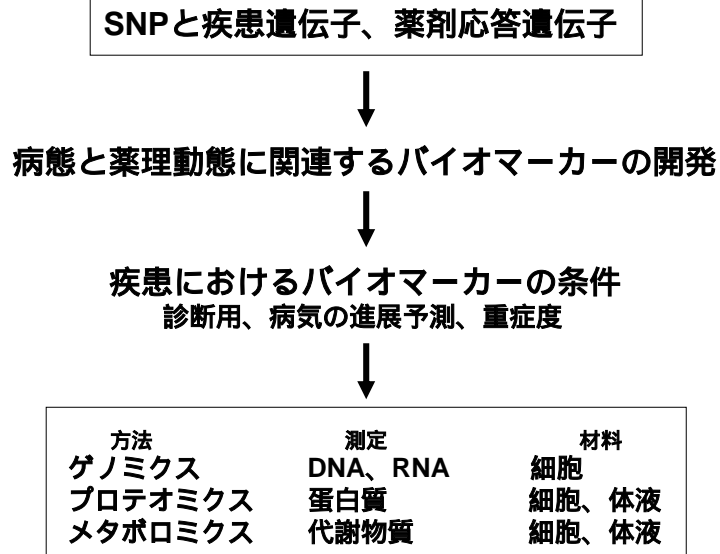 SNPと疾患遺伝子、薬剤応答遺伝子
病態と薬理動態に関連するバイオマーカーの開発
疾患におけるバイオマーカーの条件
診断用、病気の進展予測、重症度
方法 測定 材料
ゲノミクス DNA、RNA 細胞
プロテオミクス 蛋白質 細胞、体液
メタボロミクス 代謝物質 細胞、体液